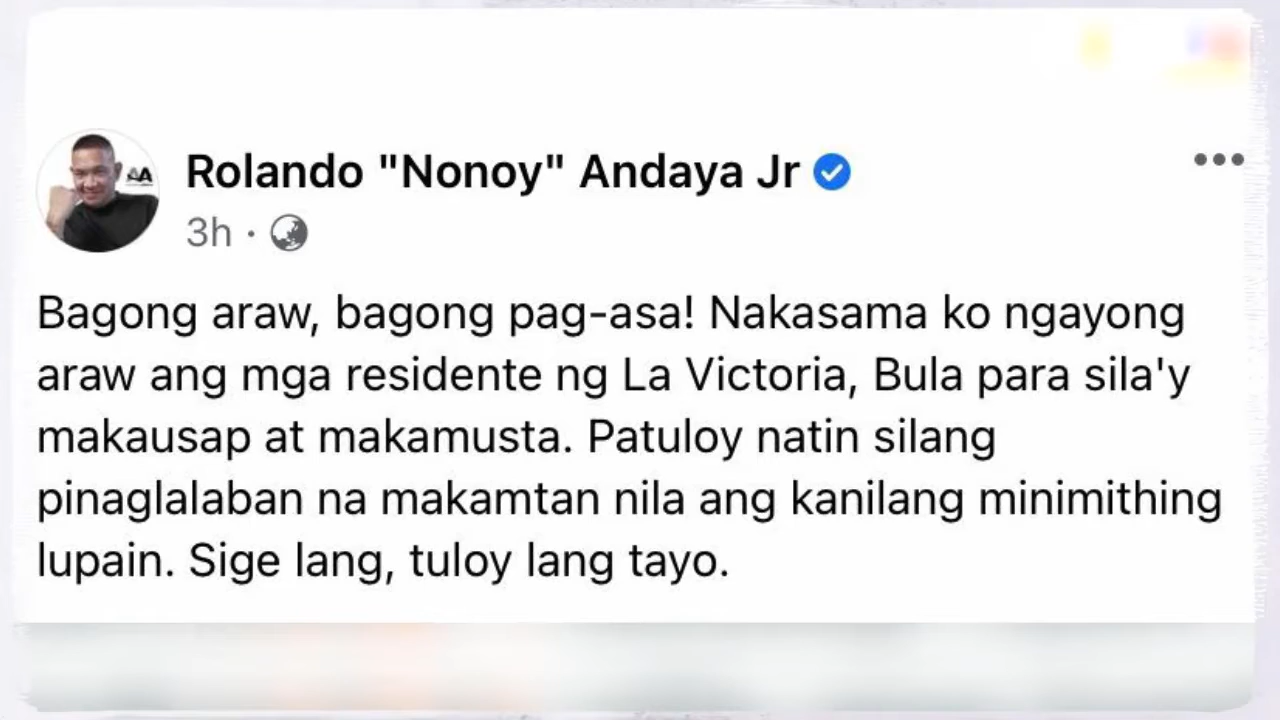 Rolando "Nonoy" Andaya Jr
3h ·
Bagong araw, bagong pag-asa! Nakasama ko ngayong
araw ang mga residente ng La Victoria, Bula para sila'y
makausap at makamusta. Patuloy natin silang
pinaglalaban na makamtan nila ang kanilang minimithing
lupain. Sige lang, tuloy lang tayo.